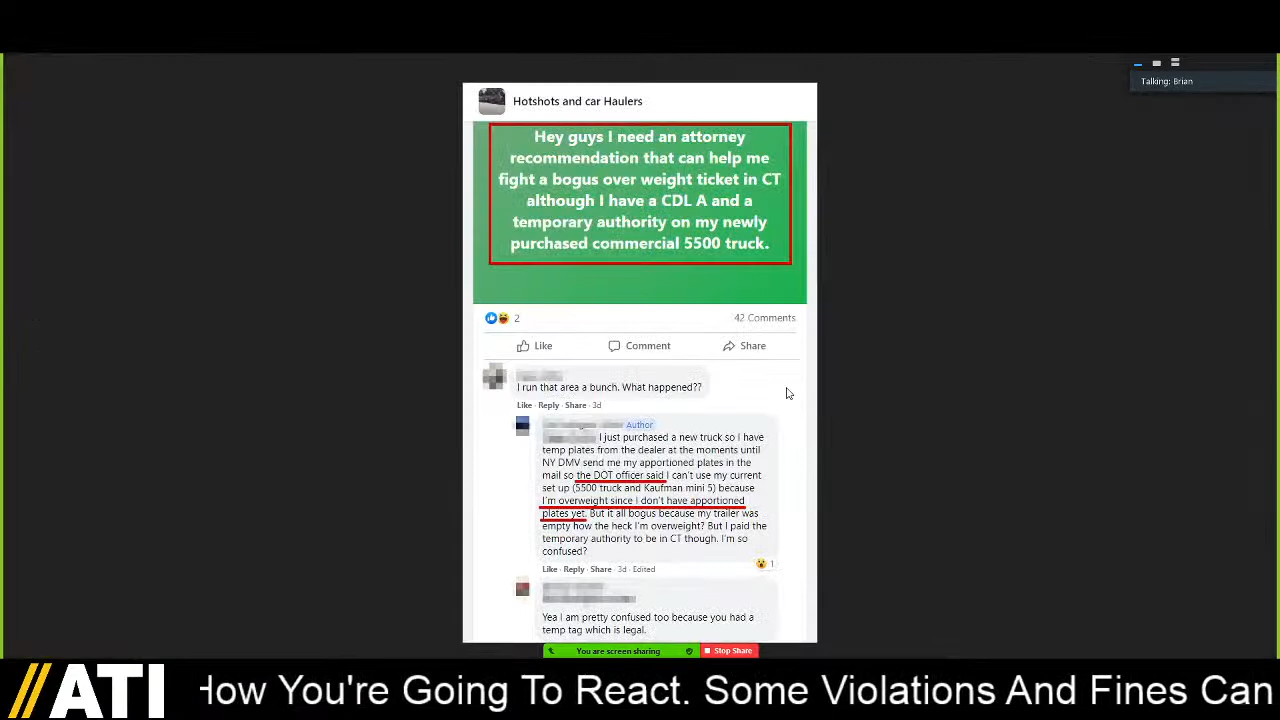 Talking: Brian
Hotshots and car Haulers
Hey guys I need an attorney
recommendation that can help me
fight a bogus over weight ticket in CT
although I have a CDL A and a
temporary authority on my newly
purchased commercial 5500 truck.
2
42 Comments
Like Comment Share
I run that area a bunch. What happened??
Like · Reply · Share · 3d
Author
I just purchased a new truck so I have
temp plates from the dealer at the moments until
NY DMV send me my apportioned plates in the
mail so the DOT officer said I can't use my current
set up (5500 truck and Kaufman mini 5) because
I'm overweight since I don't have apportioned
plates yet. But it all bogus because my trailer was
empty how the heck I'm overweight? But I paid the
temporary authority to be in CT though. I'm so
confused?
1
Like · Reply · Share · 3d · Edited
Yea I am pretty confused too because you had a
temp tag which is legal.
You are screen sharing Stop Share
//ATI How You're Going To React. Some Violations And Fines Can